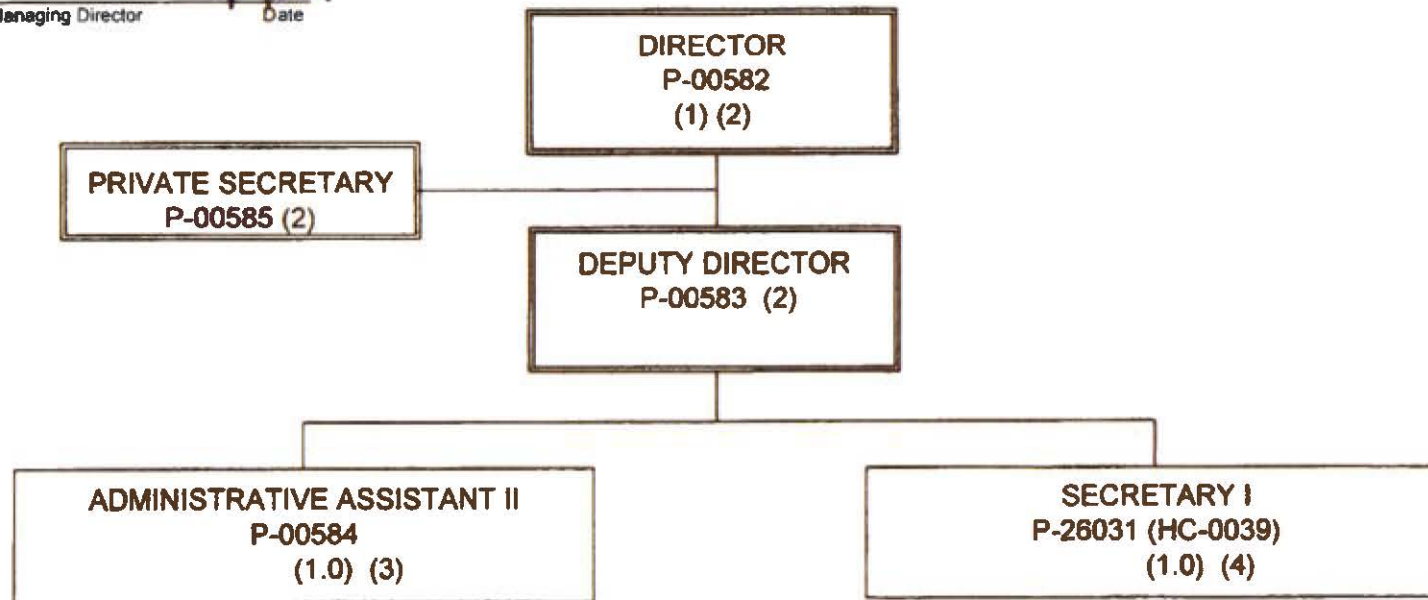 Managing Director Date
DIRECTOR
P-00582
(1) (2)
PRIVATE SECRETARY
P-00585 (2)
DEPUTY DIRECTOR
P-00583 (2)
ADMINISTRATIVE ASSISTANT II
P-00584
(1.0) (3)
SECRETARY I
P-26031 (HC-0039)
(1.0) (4)